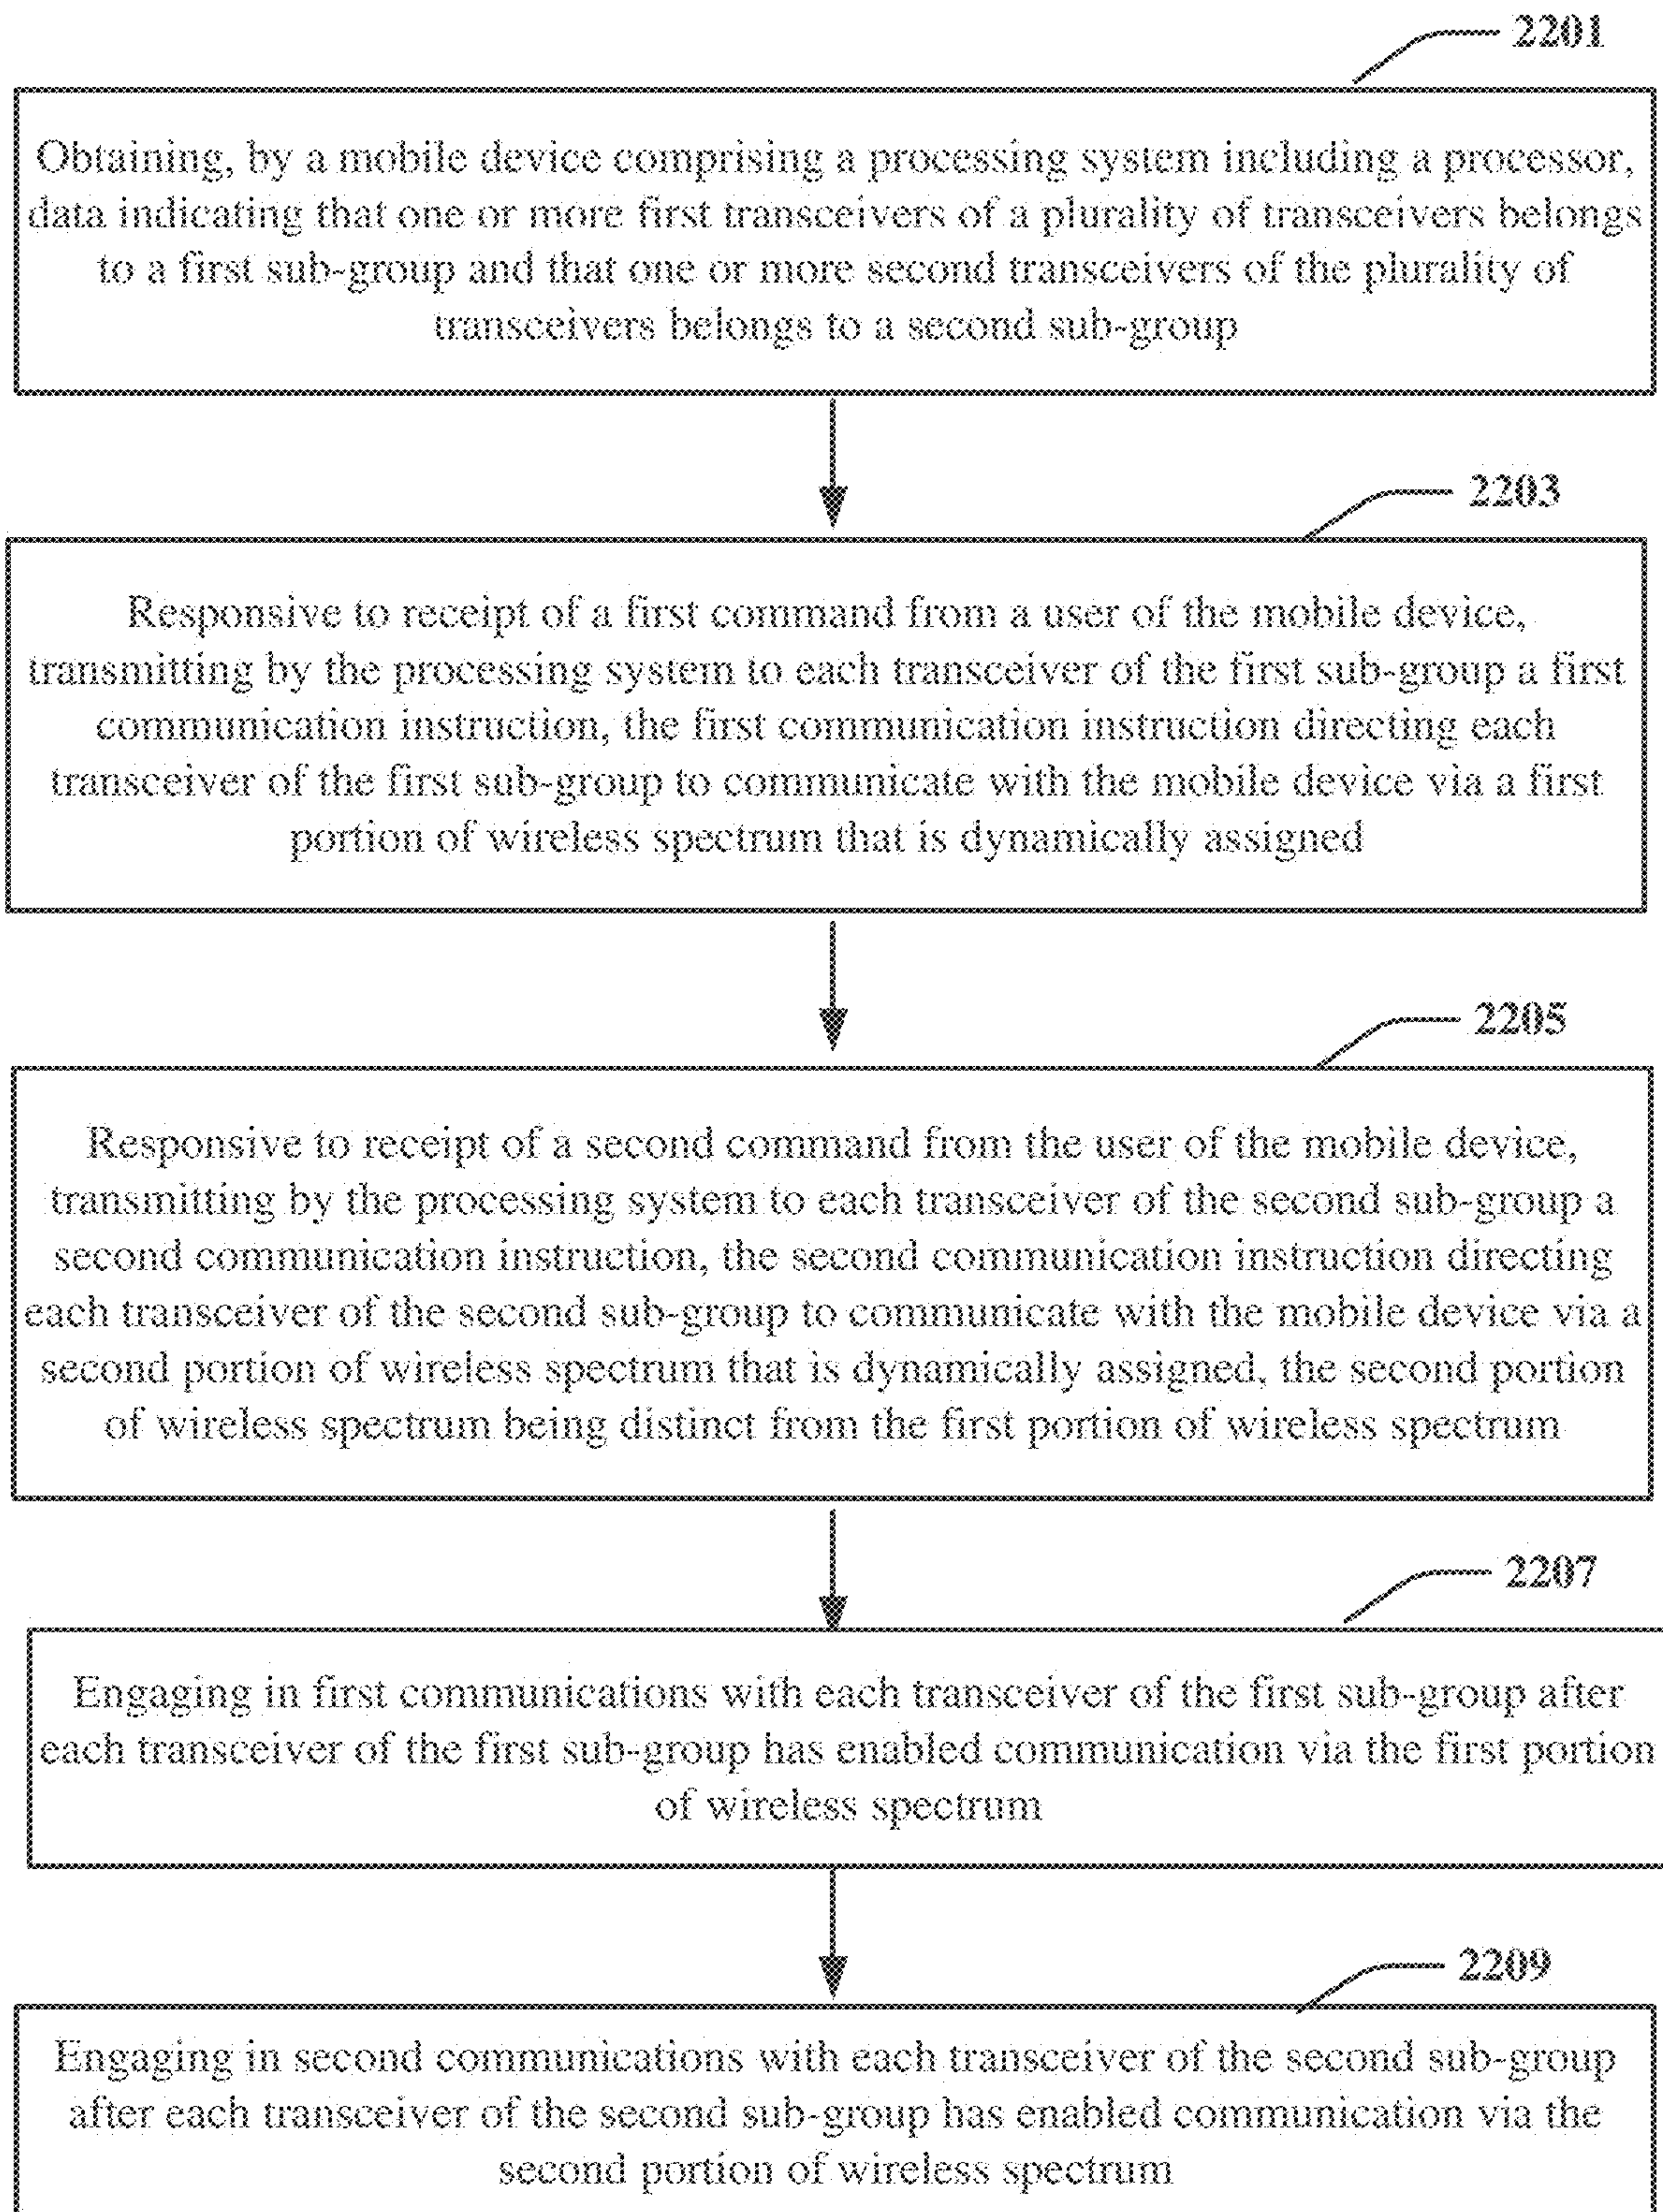 2201
Obtaining, by a mobile device comprising a processing system including a processor,
data indicating that one or more first transceivers of a plurality of transceivers belongs
to a first sub-group and that one or more second transceivers of the plurality of
transceivers belongs to a second sub-group
2203
Responsive to receipt of a first command from a user of the mobile device,
transmitting by the processing system to each transceiver of the first sub-group a first
communication instruction, the first communication instruction directing each
transceiver of the first sub-group to communicate with the mobile device via a first
portion of wireless spectrum that is dynamically assigned
2205
Responsive to receipt of a second command from the user of the mobile device,
transmitting by the processing system to each transceiver of the second sub-group a
second communication instruction, the second communication instruction directing
each transceiver of the second sub-group to communicate with the mobile device via a
second portion of wireless spectrum that is dynamically assigned, the second portion
of wireless spectrum being distinct from the first portion of wireless spectrum
2207
Engaging in first communications with each transceiver of the first sub-group after
each transceiver of the first sub-group has enabled communication via the first portion
of wireless spectrum
2209
Engaging in second communications with each transceiver of the second sub-group
after each transceiver of the second sub-group has enabled communication via the
second portion of wireless spectrum